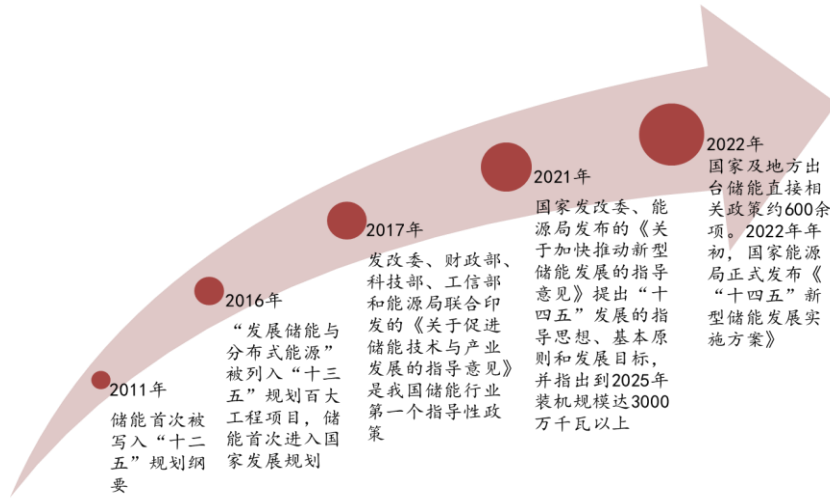 2011年
储能首次被
写入“十二
五”规划纲
要
2016年
“发展储能与
分布式能源”
被列入“十三
五”规划百大
工程项目，储
能首次进入国
家发展规划
2017年
发改委、财政部、
科技部、工信部
和能源局联合印
发的《关于促进
储能技术与产业
发展的指导意见》
是我国储能行业
第一个指导性政
策
2021年
国家发改委、能
源局发布的《关
于加快推动新型
储能发展的指导
意见》提出“十
四五”发展的指
导思想、基本原
则和发展目标，
并指出到2025年
装机规模达3000
万千瓦以上
2022年
国家及地方出
台储能直接相
关政策约600余
项。2022年年
初，国家能源
局正式发布《
“十四五”新
型储能发展实
施方案》